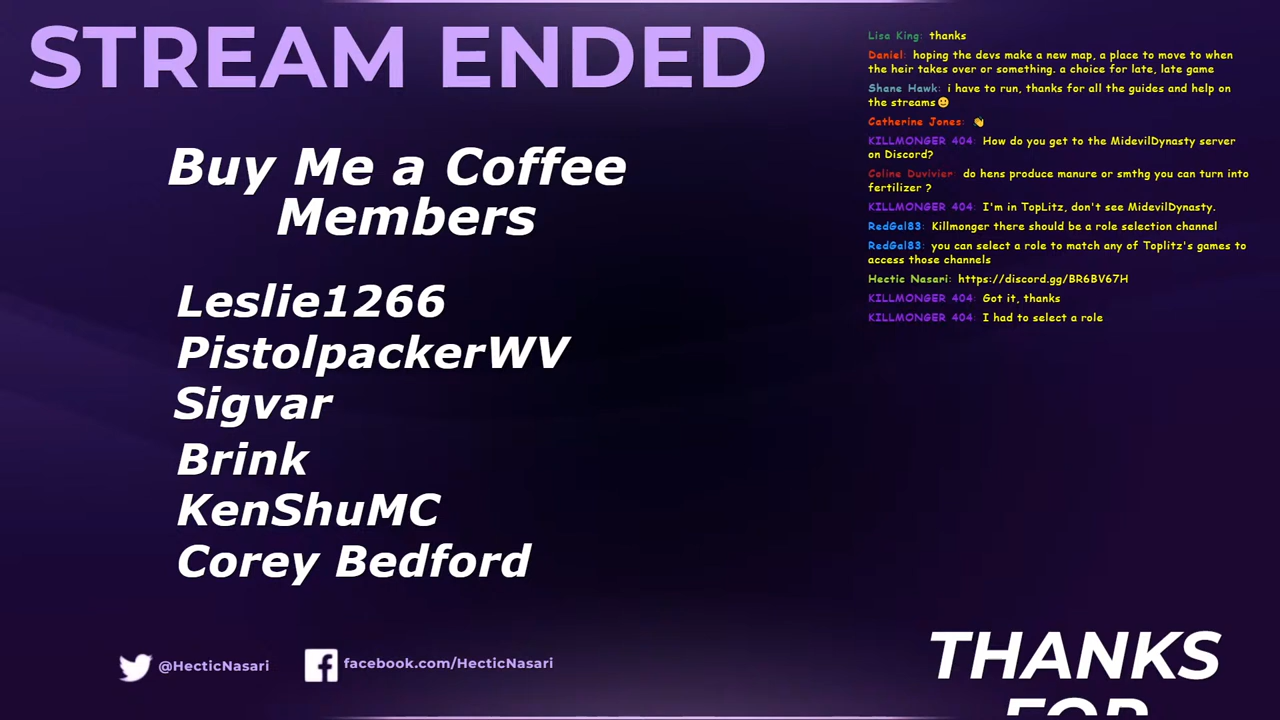 STREAM ENDED
Buy Me a Coffee
Members
Leslie1266
PistolpackerWV
Sigvar
Brink
KenShuMC
Corey Bedford
@HecticNasari
facebook.com/HecticNasari
Lisa King: thanks
Daniel: hoping the devs make a new map, a place to move to when
the heir takes over or something. a choice for late, late game
Shane Hawk: i have to run, thanks for all the guides and help on
the streams🙂
Catherine Jones: 👋
KILLMONGER 404: How do you get to the MidevilDynasty server
on Discord?
Coline Duvivier: do hens produce manure or smthg you can turn into
fertilizer ?
KILLMONGER 404: I'm in TopLitz, don't see MidevilDynasty.
RedGal83: Killmonger there should be a role selection channel
RedGal83: you can select a role to match any of Toplitz's games to
access those channels
Hectic Nasari: https://discord.gg/BR6BV67H
KILLMONGER 404: Got it, thanks
KILLMONGER 404: I had to select a role
THANKS
FOR